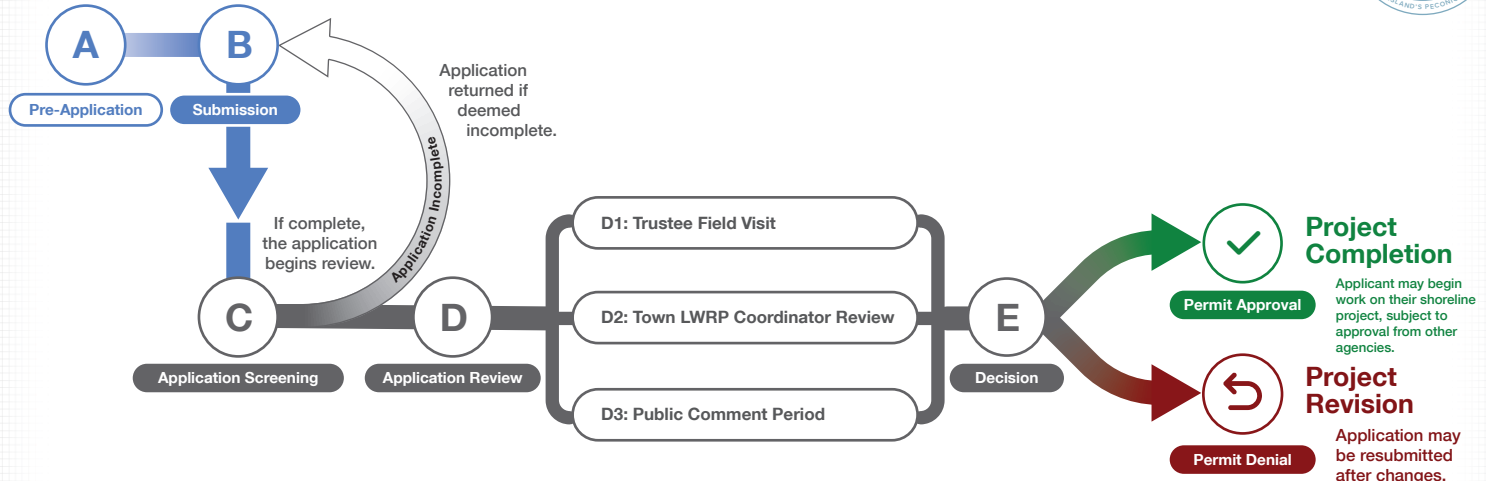 ISLAND'S PECONIC
A
B
Pre-Application
Submission
Application
returned if
deemed
incomplete.
Application Incomplete
If complete,
the application
begins review.
C
D
Application Screening
Application Review
D1: Trustee Field Visit
D2: Town LWRP Coordinator Review
D3: Public Comment Period
E
Decision
Permit Approval
Project
Completion
Applicant may begin
work on their shoreline
project, subject to
approval from other
agencies.
Permit Denial
Project
Revision
Application may
be resubmitted
after changes.